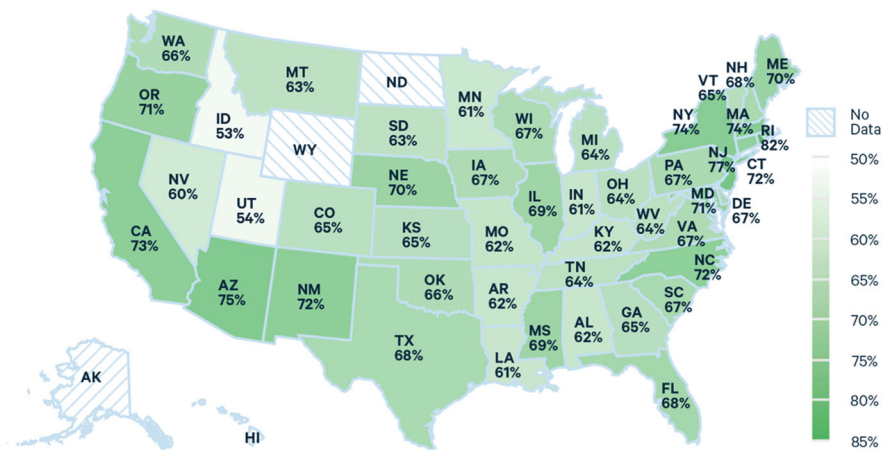 WA
66%
OR
71%
ID
53%
MT
63%
ND
WY
SD
63%
MN
61%
WI
67%
MI
64%
NV
60%
UT
54%
CO
65%
NE
70%
IA
67%
IL
69%
IN
61%
OH
64%
CA
73%
AZ
75%
NM
72%
KS
65%
MO
62%
KY
62%
WV
64%
VA
67%
OK
66%
AR
62%
TN
64%
NC
72%
TX
68%
LA
61%
MS
69%
AL
62%
GA
65%
SC
67%
FL
68%
AK
HI
VT
65%
NH
68%
ME
70%
NY
74%
MA
74%
RI
82%
CT
72%
NJ
77%
PA
67%
MD
71%
DE
67%
No
Data
50%
55%
60%
65%
70%
75%
80%
85%